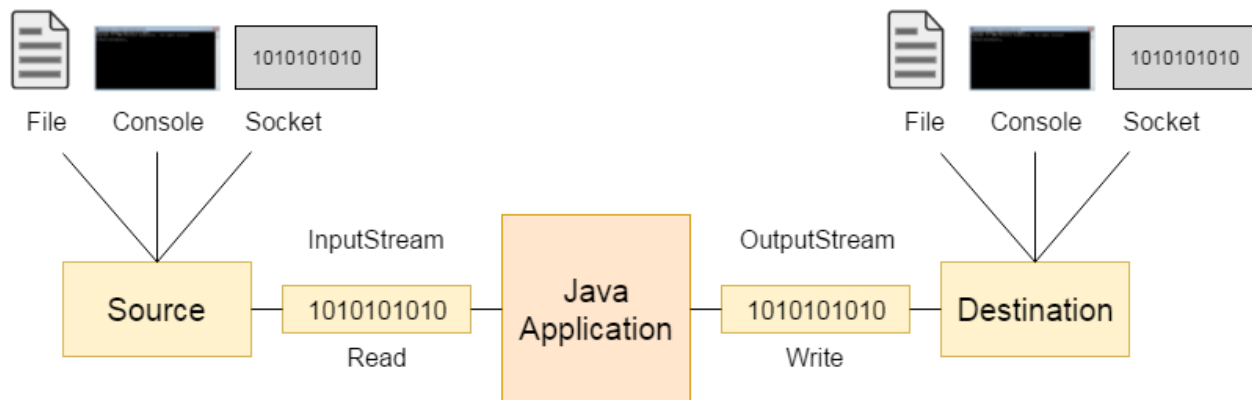 1010101010
1010101010
File
Console
Socket
File
Console
Socket
InputStream
OutputStream
Source
1010101010
Java
Application
1010101010
Destination
Read
Write